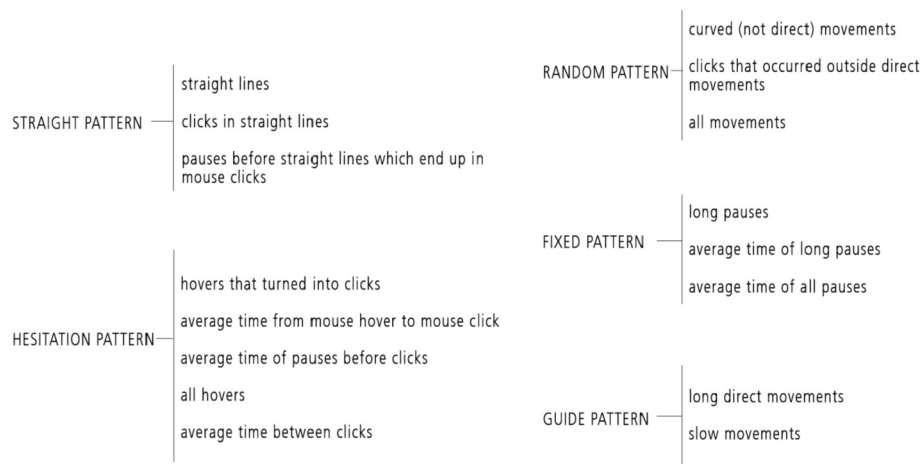 STRAIGHT PATTERN
straight lines
clicks in straight lines
pauses before straight lines which end up in
mouse clicks
HESITATION PATTERN
hovers that turned into clicks
average time from mouse hover to mouse click
average time of pauses before clicks
all hovers
average time between clicks
RANDOM PATTERN
curved (not direct) movements
clicks that occurred outside direct
movements
all movements
FIXED PATTERN
long pauses
average time of long pauses
average time of all pauses
GUIDE PATTERN
long direct movements
slow movements